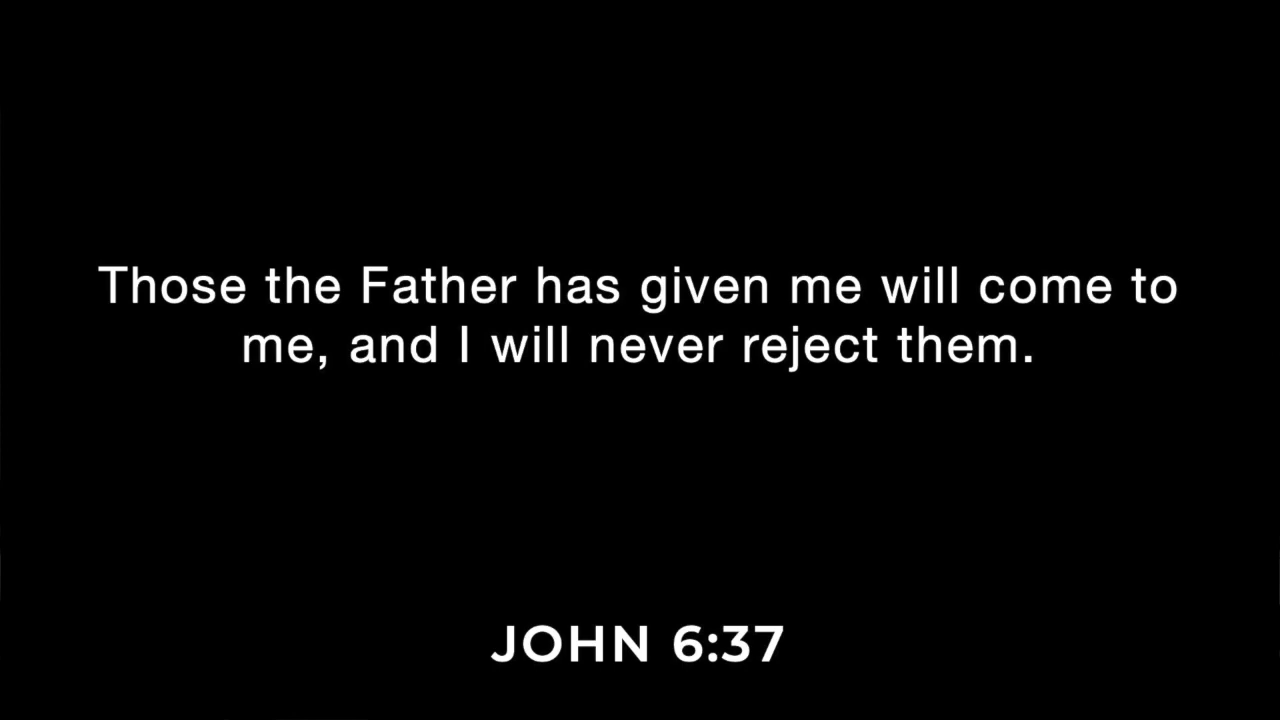 Those the Father has given me will come to
me, and I will never reject them.
JOHN 6:37